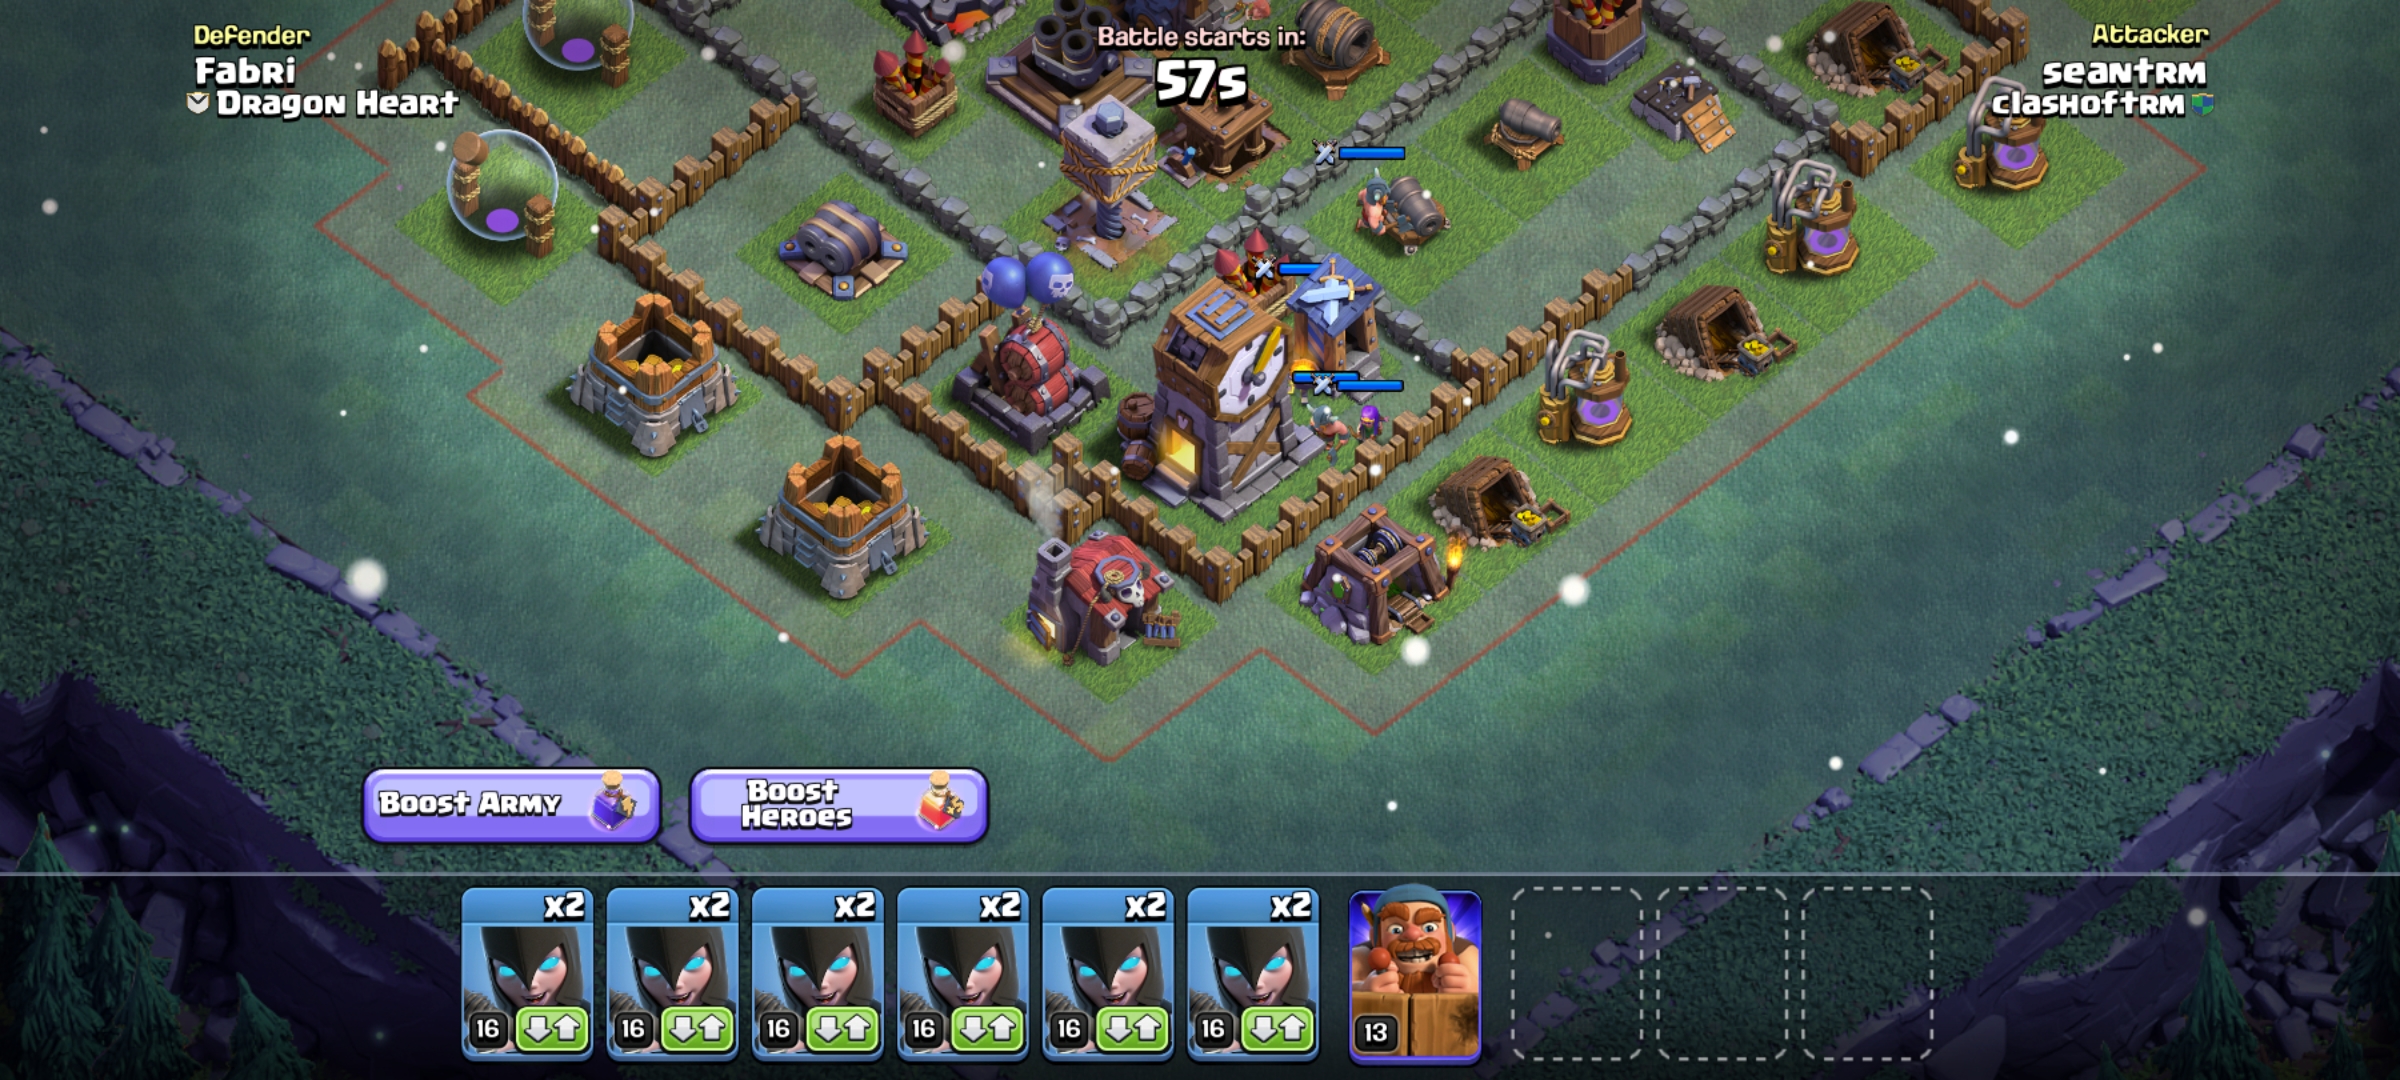 Defender
Fabri
Dragon Heart
Battle starts in:
57s
Attacker
seantRM
clashoftRM
Boost Army
Boost
Heroes
x2
x2
x2
x2
x2
x2
16
16
16
16
16
16
13